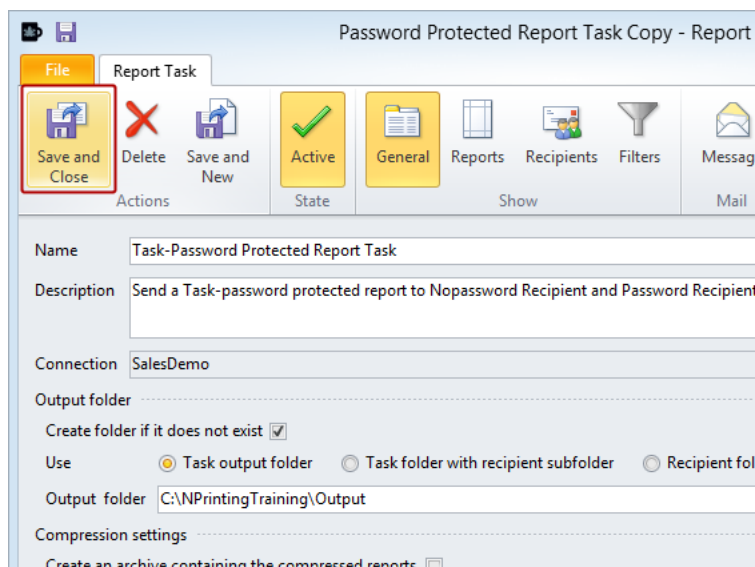 Password Protected Report Task Copy - Report
File Report Task
Save and Close Delete Save and New Active General Reports Recipients Filters
Actions State Show Mail
Name Task-Password Protected Report Task
Description Send a Task-password protected report to Nopassword Recipient and Password Recipient
Connection SalesDemo
Output folder
Create folder if it does not exist
Use Task output folder Task folder with recipient subfolder Recipient
Output folder C:\NPrintingTraining\Output
Compression settings
Create an archive containing the compressed reports